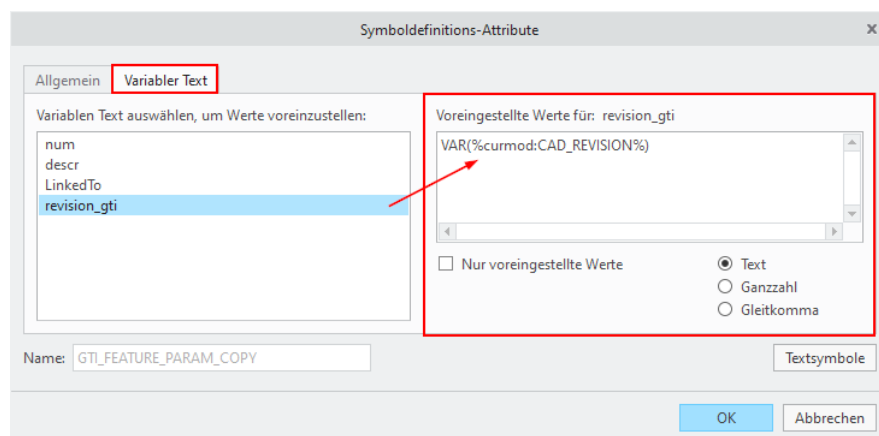 Symboldefinitions-Attribute
Allgemein
Variabler Text
Variablen Text auswählen, um Werte voreinzustellen:
num
descr
LinkedTo
revision_gti
Voreingestellte Werte für: revision_gti
VAR(%curmod:CAD_REVISION%)
Nur voreingestellte Werte
Text
Ganzzahl
Gleitkomma
Name: GTI_FEATURE_PARAM_COPY
Textsymbole
OK
Abbrechen